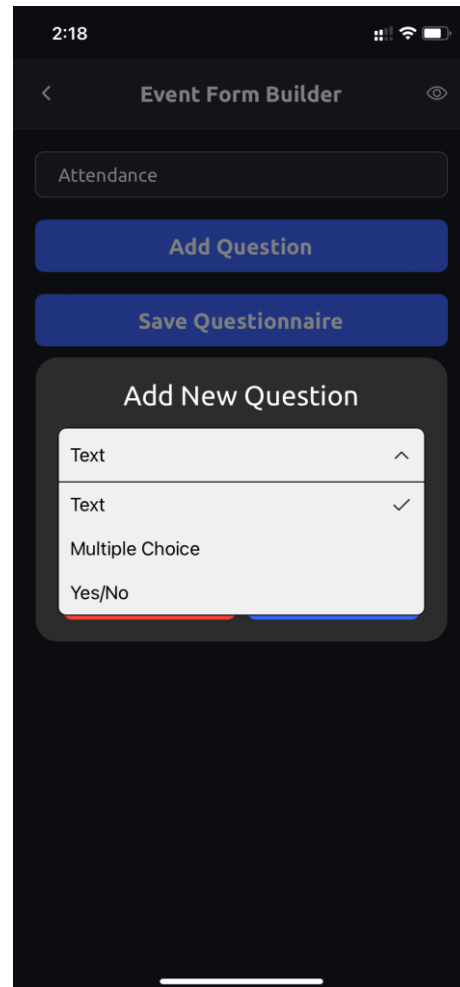 2:18
Event Form Builder
Attendance
Add Question
Save Questionnaire
Add New Question
Text
Text
Multiple Choice
Yes/No